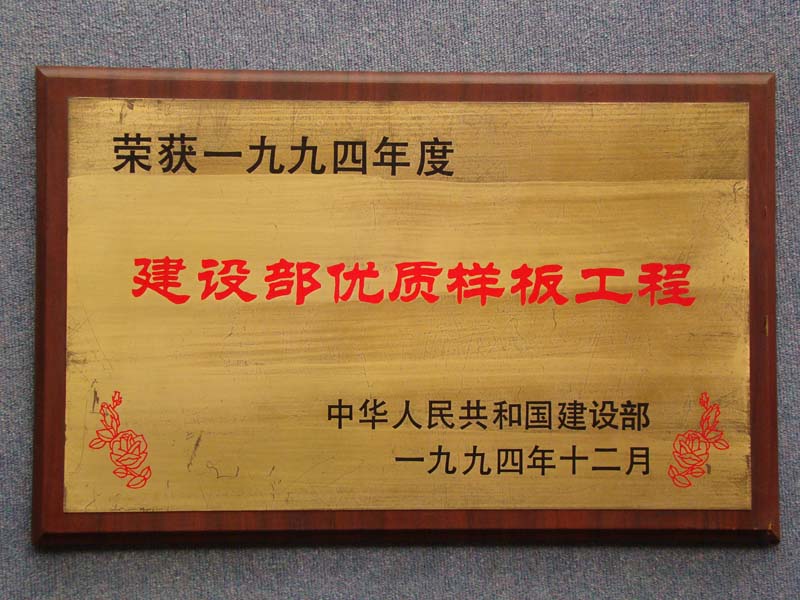 荣获一九九四年度
建设部优质样板工程
中华人民共和国建设部
一九九四年十二月